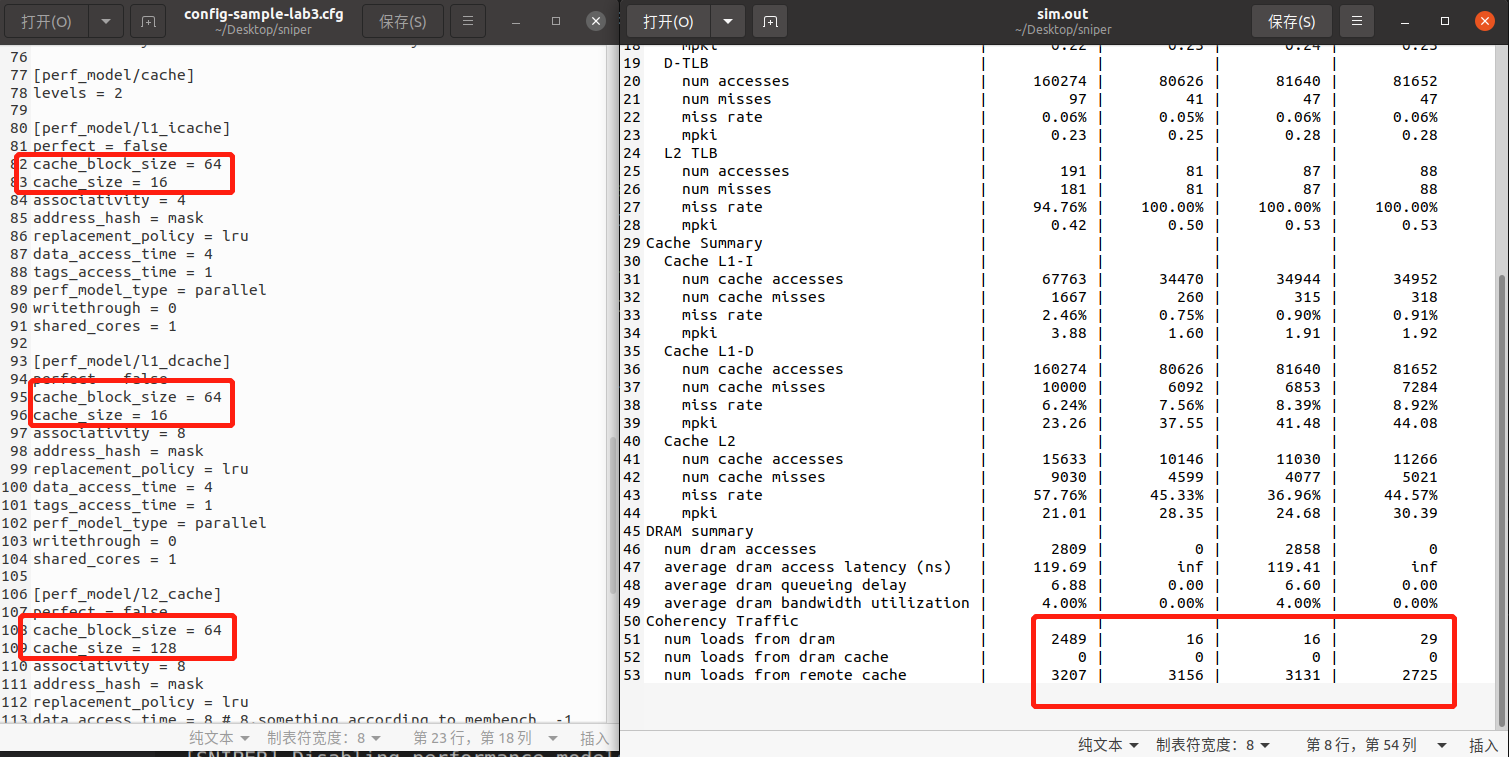 打开(O)
config-sample-lab3.cfg
~/Desktop/sniper
保存(S)
76
77 [perf_model/cache]
78 levels = 2
79
80 [perf_model/l1_icache]
81 perfect = false
82 cache_block_size = 64
83 cache_size = 16
84 associativity = 4
85 address_hash = mask
86 replacement_policy = lru
87 data_access_time = 4
88 tags_access_time = 1
89 perf_model_type = parallel
90 writethrough = 0
91 shared_cores = 1
92
93 [perf_model/l1_dcache]
94 perfect = false
95 cache_block_size = 64
96 cache_size = 16
97 associativity = 8
98 address_hash = mask
99 replacement_policy = lru
100 data_access_time = 4
101 tags_access_time = 1
102 perf_model_type = parallel
103 writethrough = 0
104 shared_cores = 1
105
106 [perf_model/l2_cache]
107 perfect = false
108 cache_block_size = 64
109 cache_size = 128
110 associativity = 8
111 address_hash = mask
112 replacement_policy = lru
113 data_access_time = 8 # 8.something according to membench, -1
纯文本 制表符宽度：8 第 23 行，第 18 列 插入
[SNIPER] Disabling performance model
打开(O)
sim.out
~/Desktop/sniper
保存(S)
18 mpki | 0.22 | 0.23 | 0.24 | 0.23
19 D-TLB | | | |
20 num accesses | 160274 | 80626 | 81640 | 81652
21 num misses | 97 | 41 | 47 | 47
22 miss rate | 0.06% | 0.05% | 0.06% | 0.06%
23 mpki | 0.23 | 0.25 | 0.28 | 0.28
24 L2 TLB | | | |
25 num accesses | 191 | 81 | 87 | 88
26 num misses | 181 | 81 | 87 | 88
27 miss rate | 94.76% | 100.00% | 100.00% | 100.00%
28 mpki | 0.42 | 0.50 | 0.53 | 0.53
29 Cache Summary | | | |
30 Cache L1-I | | | |
31 num cache accesses | 67763 | 34470 | 34944 | 34952
32 num cache misses | 1667 | 260 | 315 | 318
33 miss rate | 2.46% | 0.75% | 0.90% | 0.91%
34 mpki | 3.88 | 1.60 | 1.91 | 1.92
35 Cache L1-D | | | |
36 num cache accesses | 160274 | 80626 | 81640 | 81652
37 num cache misses | 10000 | 6092 | 6853 | 7284
38 miss rate | 6.24% | 7.56% | 8.39% | 8.92%
39 mpki | 23.26 | 37.55 | 41.48 | 44.08
40 Cache L2 | | | |
41 num cache accesses | 15633 | 10146 | 11030 | 11266
42 num cache misses | 9030 | 4599 | 4077 | 5021
43 miss rate | 57.76% | 45.33% | 36.96% | 44.57%
44 mpki | 21.01 | 28.35 | 24.68 | 30.39
45 DRAM summary | | | |
46 num dram accesses | 2809 | 0 | 2858 | 0
47 average dram access latency (ns) | 119.69 | inf | 119.41 | inf
48 average dram queueing delay | 6.88 | 0.00 | 6.60 | 0.00
49 average dram bandwidth utilization | 4.00% | 0.00% | 4.00% | 0.00%
50 Coherency Traffic | | | |
51 num loads from dram | 2489 | 16 | 16 | 29
52 num loads from dram cache | 0 | 0 | 0 | 0
53 num loads from remote cache | 3207 | 3156 | 3131 | 2725
纯文本 制表符宽度：8 第 8 行，第 54 列 插入